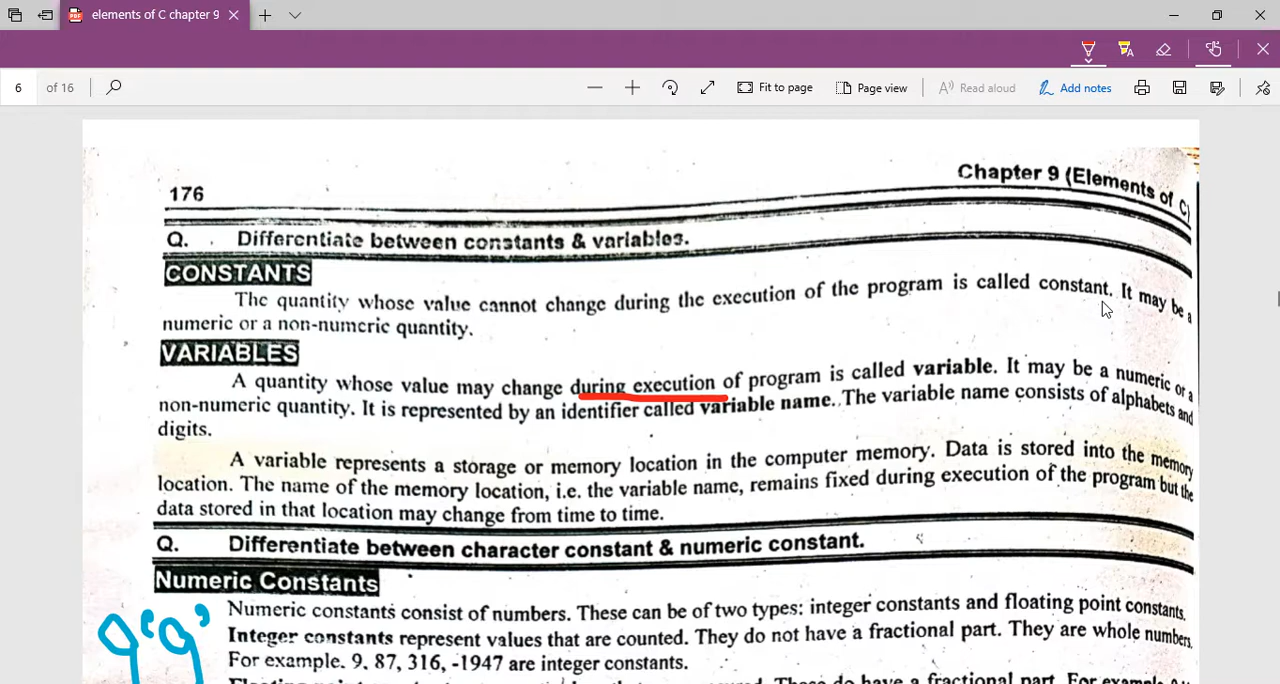 elements of C chapter 9
6 of 16
Fit to page
Page view
Read aloud
Add notes
176
Chapter 9 (Elements of C)
Q. Differentiate between constants & variables.
CONSTANTS
The quantity whose value cannot change during the execution of the program is called constant. It may be a
numeric or a non-numeric quantity.
VARIABLES
A quantity whose value may change during execution of program is called variable. It may be a numeric or a
non-numeric quantity. It is represented by an identifier called variable name. The variable name consists of alphabets and
digits.
A variable represents a storage or memory location in the computer memory. Data is stored into the memory
location. The name of the memory location, i.e. the variable name, remains fixed during execution of the program but the
data stored in that location may change from time to time.
Q. Differentiate between character constant & numeric constant.
Numeric Constants
Numeric constants consist of numbers. These can be of two types: integer constants and floating point constants.
Integer constants represent values that are counted. They do not have a fractional part. They are whole numbers.
For example. 9, 87, 316, -1947 are integer constants.
9 '9'